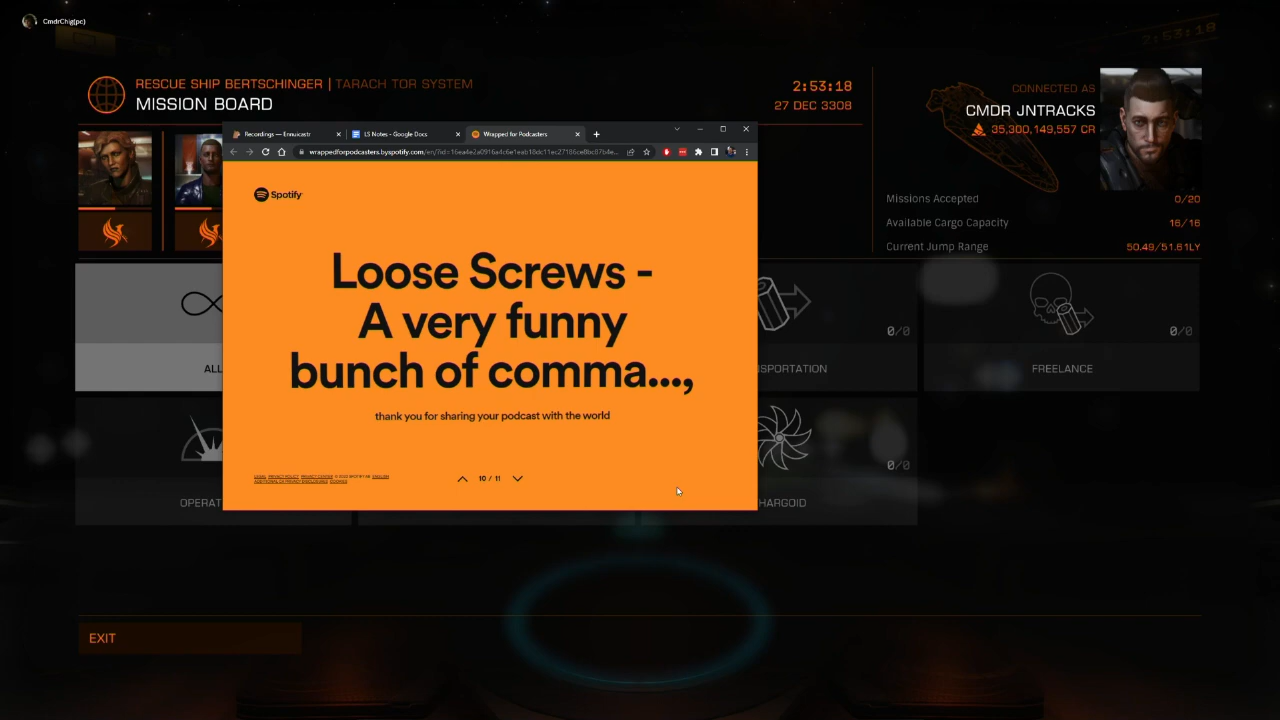 CmdrChig(pc)
2:53:18
RESCUE SHIP BERTSCHINGER | TARACH TOR SYSTEM
MISSION BOARD
2:53:18
27 DEC 3308
CONNECTED AS
CMDR JNTRACKS
35,300,149,557 CR
Missions Accepted 0/20
Available Cargo Capacity 16/16
Current Jump Range 50.49/51.61LY
Recordings — Ennuicastr
LS Notes - Google Docs
Wrapped for Podcasters
Spotify
Loose Screws -
A very funny
bunch of comma...,
thank you for sharing your podcast with the world
10 / 11
ALL
SPORTATION
0/0
FREELANCE
0/0
OPERAT
HARGOID
0/0
EXIT